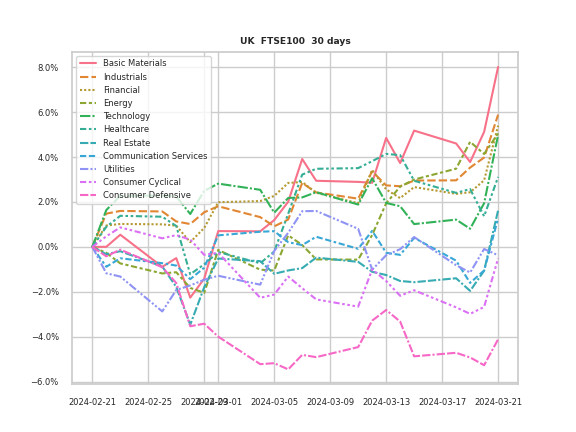 UK  FTSE100  30 days
8.0%
6.0%
4.0%
2.0%
0.0%
−2.0%
−4.0%
−6.0%
Basic Materials
Industrials
Financial
Energy
Technology
Healthcare
Real Estate
Communication Services
Utilities
Consumer Cyclical
Consumer Defensive
2024-02-21 2024-02-25 2024-02-29 2024-03-01 2024-03-05 2024-03-09 2024-03-13 2024-03-17 2024-03-21